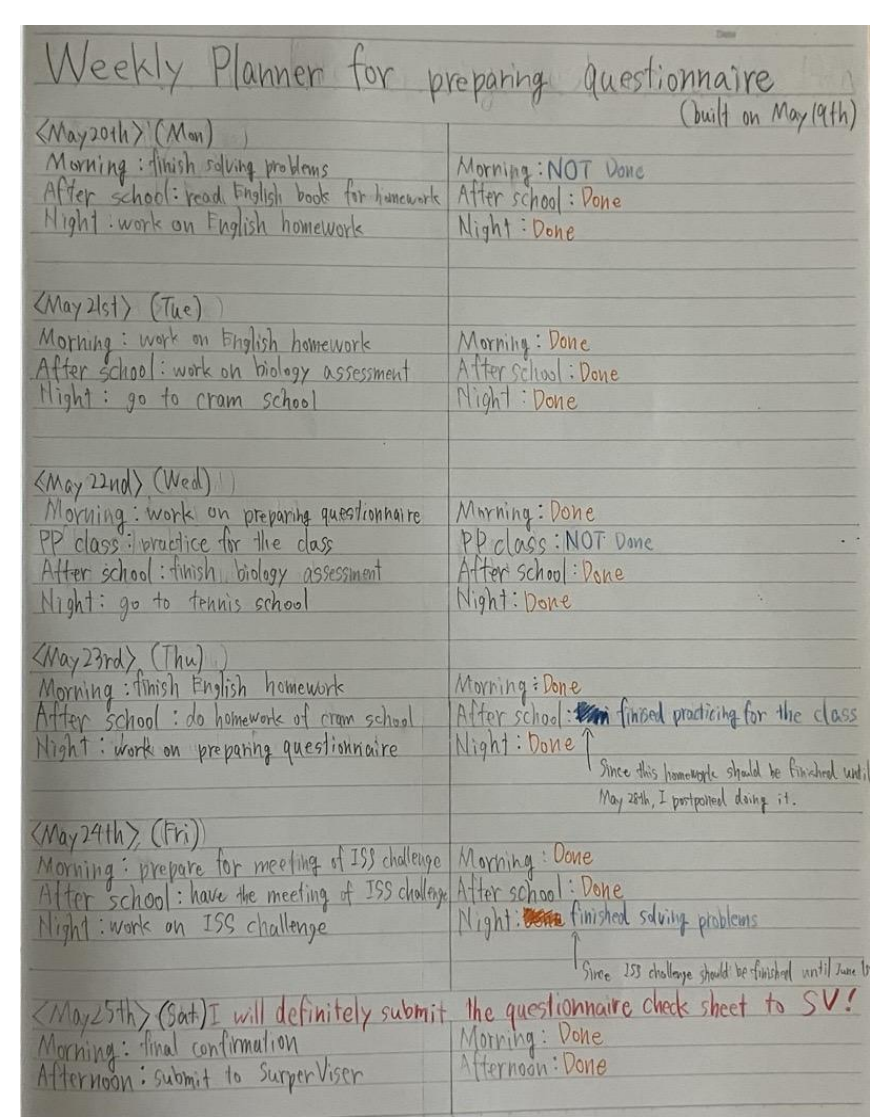 Date
Weekly Planner for preparing questionnaire
(built on May 19th)
<May 20th> (Mon)
Morning : finish solving problems Morning : NOT Done
After school : read English book for homework After school : Done
Night : work on English homework Night : Done
<May 21st> (Tue)
Morning : work on English homework Morning : Done
After school : work on biology assessment After school : Done
Night : go to cram school Night : Done
<May 22nd> (Wed)
Morning : work on preparing questionnaire Morning : Done
PP class : practice for the class PP class : NOT Done
After school : finish biology assessment After school : Done
Night : go to tennis school Night : Done
<May 23rd> (Thu)
Morning : finish English homework Morning : Done
After school : do homework of cram school After school : finised practicing for the class
Night : work on preparing questionnaire Night : Done
Since this homework should be finished until
May 28th, I postponed doing it.
<May 24th> (Fri)
Morning : prepare for meeting of ISS challenge Morning : Done
After school : have the meeting of ISS challenge After school : Done
Night : work on ISS challenge Night : finished solving problems
Since ISS challenge should be finished until June
<May 25th> (Sat) I will definitely submit the questionnaire check sheet to SV!
Morning : final confirmation Morning : Done
Afternoon : submit to SurperViser Afternoon : Done